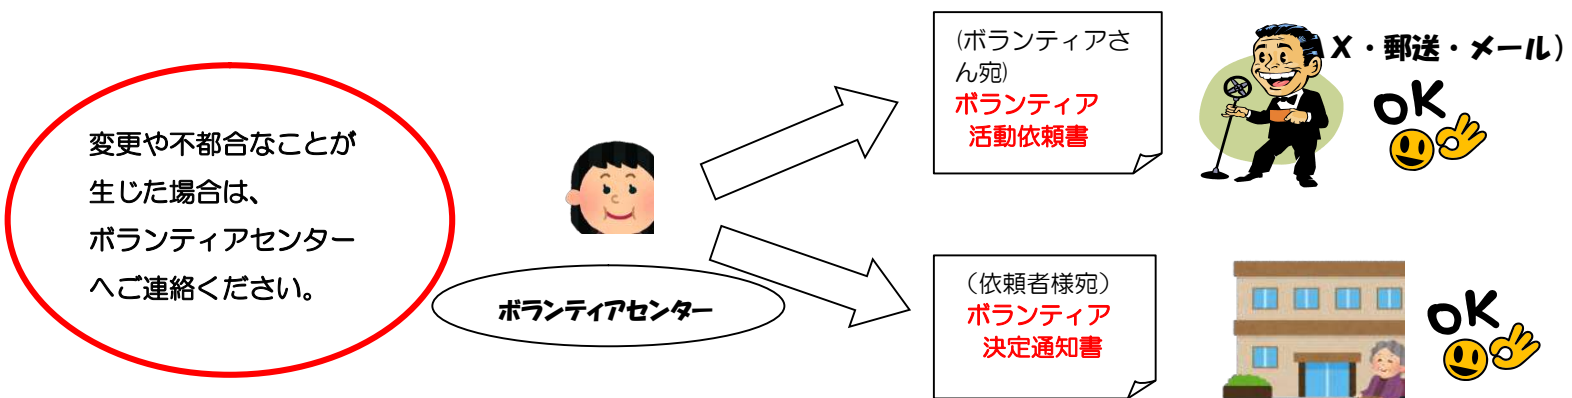 変更や不都合なことが
生じた場合は、
ボランティアセンター
へご連絡ください。
ボランティアセンター
(ボランティアさ
ん宛)
ボランティア
活動依頼書
X・郵送・メール)
OK
（依頼者様宛）
ボランティア
決定通知書
OK